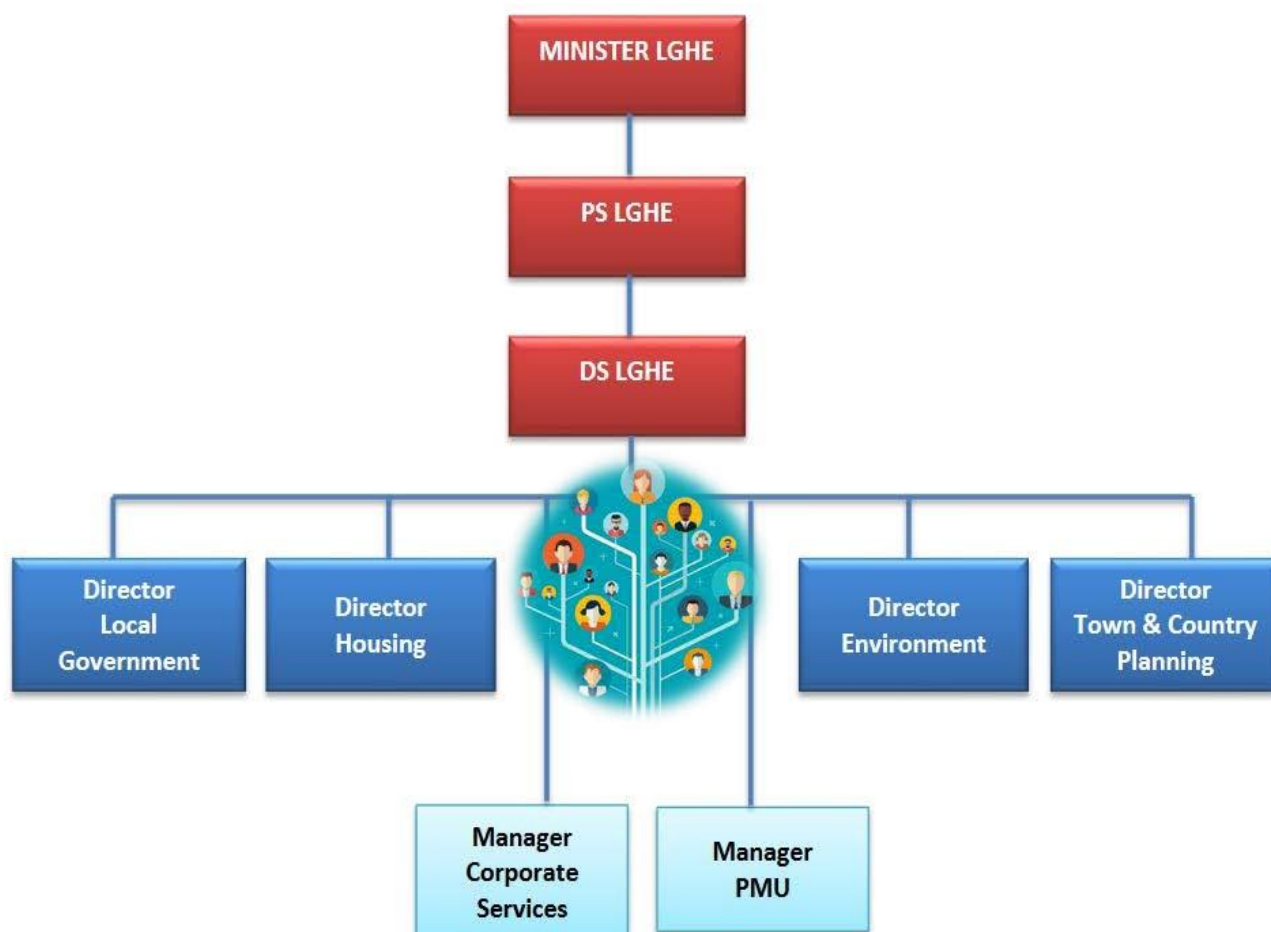 MINISTER LGHE
PS LGHE
DS LGHE
Director
Local
Government
Director
Housing
Director
Environment
Director
Town & Country
Planning
Manager
Corporate
Services
Manager
PMU